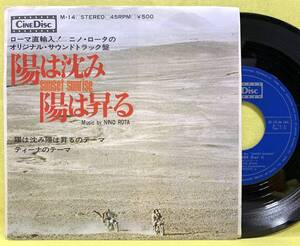 CINEDISC
M-14 STEREO 45RPM ¥500
ローマ直輸入！ ニノ・ロータの
オリジナル・サウンドトラック盤
陽は沈み
sunset sunrise
陽は昇る
Music by NINO ROTA
陽は沈み陽は昇るのテーマ
ティーナのテーマ
CINEDISC